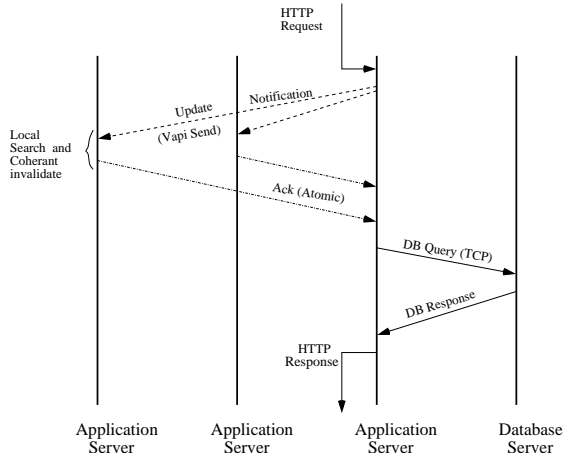 HTTP
Request
Update
Notification
(Vapi Send)
Local
Search and
Coherant
invalidate
Ack (Atomic)
DB Query (TCP)
DB Response
HTTP
Response
Application
Server
Application
Server
Application
Server
Database
Server